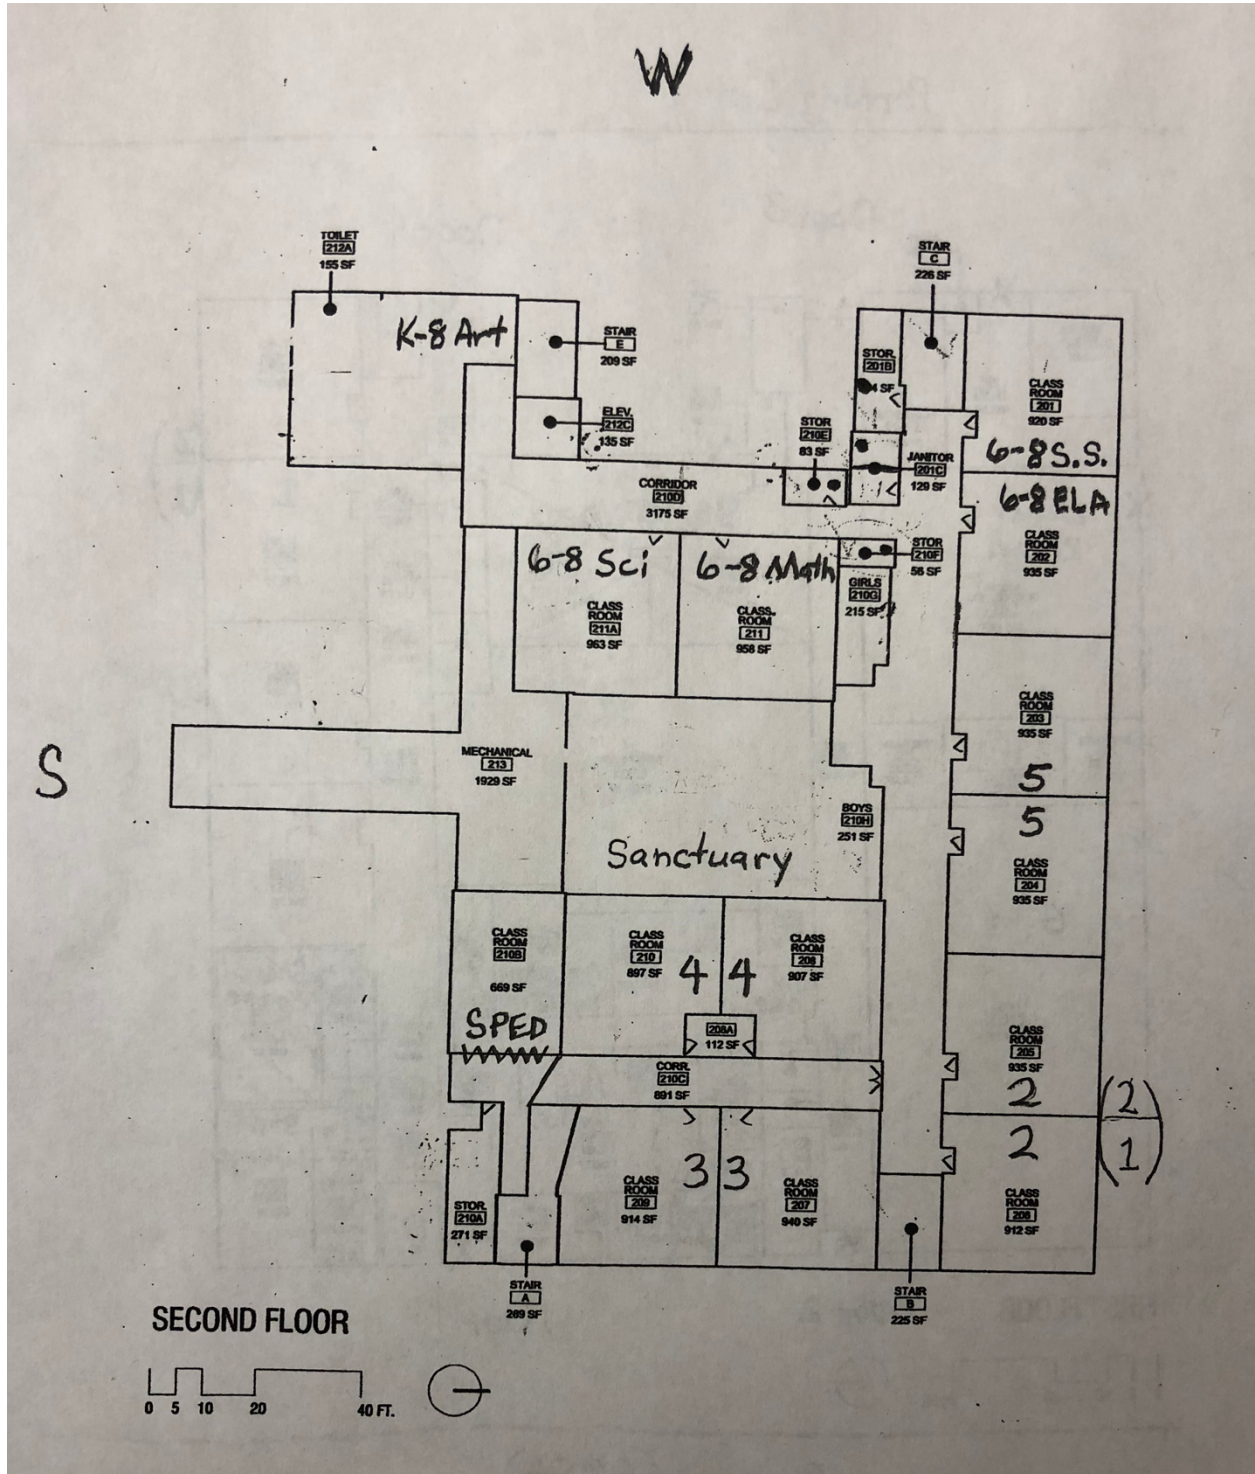 W
TOILET
212A
155 SF
K-8 Art
STAIR
E
209 SF
ELEV.
212C
135 SF
STAIR
C
226 SF
STOR.
201B
4 SF
CLASS
ROOM
201
920 SF
6-8 S.S.
STOR
210E
83 SF
JANITOR
201C
129 SF
CORRIDOR
210D
3175 SF
6-8 ELA
CLASS
ROOM
202
935 SF
6-8 Sci
CLASS
ROOM
211A
963 SF
6-8 Math
CLASS
ROOM
211
958 SF
STOR
210F
56 SF
GIRLS
210G
215 SF
CLASS
ROOM
203
935 SF
5
S
MECHANICAL
213
1929 SF
Sanctuary
BOYS
210H
251 SF
5
CLASS
ROOM
204
935 SF
CLASS
ROOM
210B
669 SF
SPED
CLASS
ROOM
210
897 SF
4
4
CLASS
ROOM
907 SF
208A
112 SF
CORR.
210C
891 SF
CLASS
ROOM
205
935 SF
2
(2)
2
(1)
CLASS
ROOM
912 SF
STOR.
210A
271 SF
3
CLASS
ROOM
209
914 SF
3
CLASS
ROOM
207
940 SF
STAIR
A
269 SF
STAIR
B
225 SF
SECOND FLOOR
0 5 10 20 40 FT.